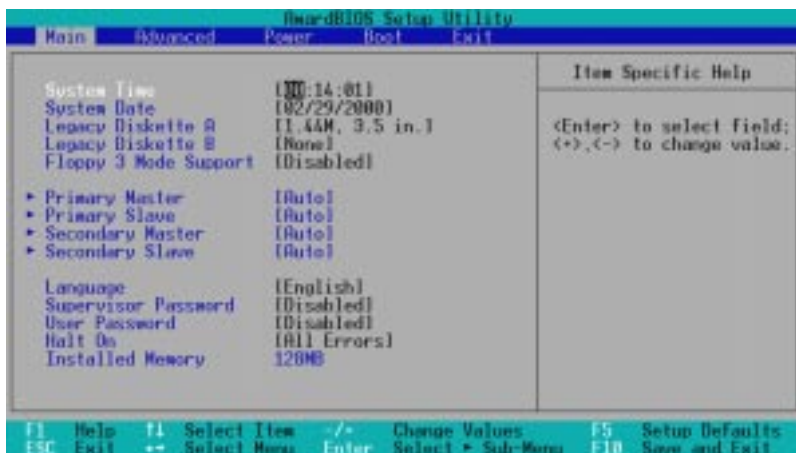 AwardBIOS Setup Utility
Main Advanced Power Boot Exit
Item Specific Help
System Time [:14:01]
System Date [02/29/2000]
Legacy Diskette A [1.44M, 3.5 in.]
<Enter> to select field;
Legacy Diskette B [None]
<+>,<-> to change value.
Floppy 3 Mode Support [Disabled]
▸ Primary Master [Auto]
▸ Primary Slave [Auto]
▸ Secondary Master [Auto]
▸ Secondary Slave [Auto]
Language [English]
Supervisor Password [Disabled]
User Password [Disabled]
Halt On [All Errors]
Installed Memory 128MB
F1 Help ↑↓ Select Item -/+ Change Values F5 Setup Defaults
ESC Exit ↔ Select Menu Enter Select ▸ Sub-Menu F10 Save and Exit